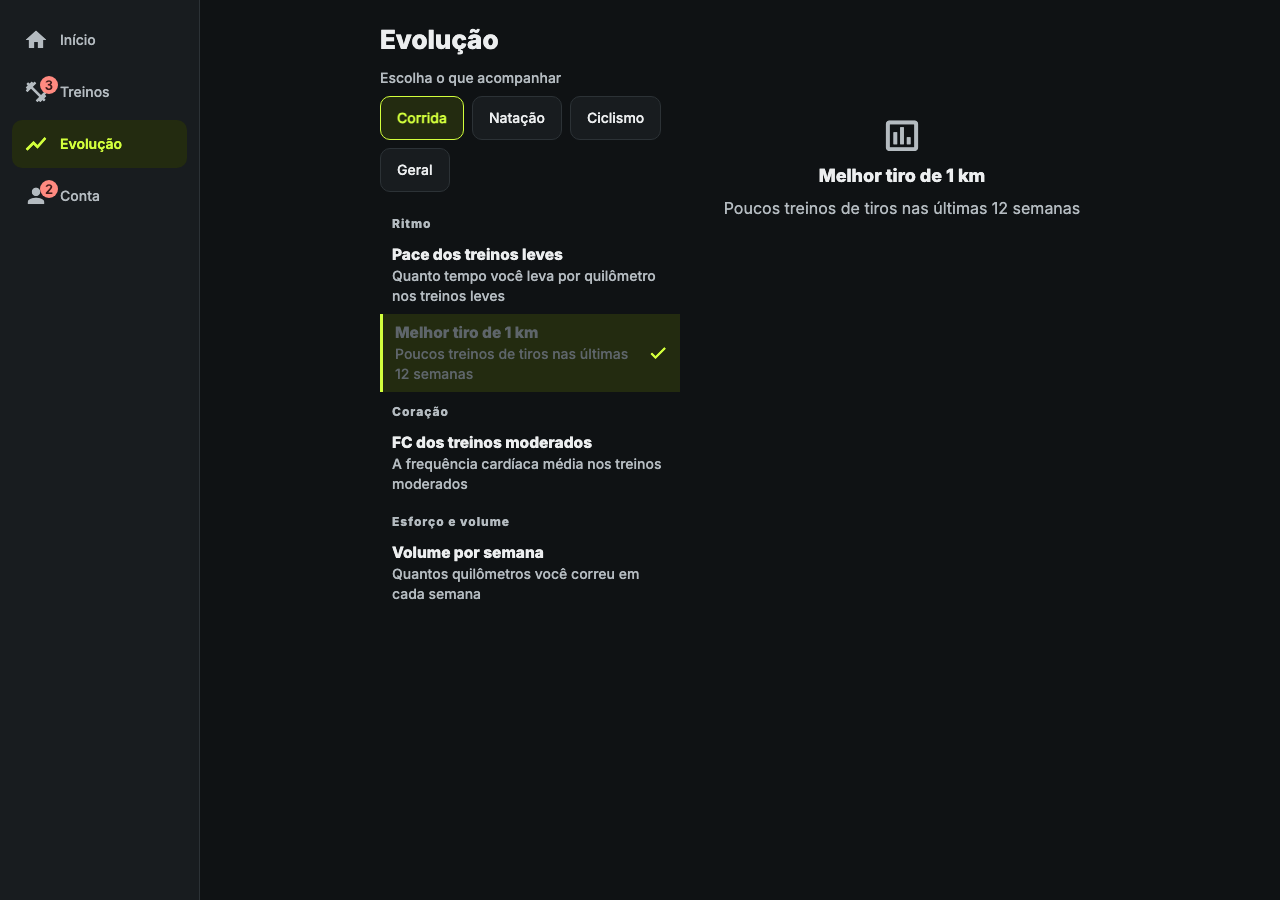 Início
3
Treinos
Evolução
2
Conta
Evolução
Escolha o que acompanhar
Corrida
Natação
Ciclismo
Geral
Ritmo
Pace dos treinos leves
Quanto tempo você leva por quilômetro
nos treinos leves
Melhor tiro de 1 km
Poucos treinos de tiros nas últimas
12 semanas
Coração
FC dos treinos moderados
A frequência cardíaca média nos treinos
moderados
Esforço e volume
Volume por semana
Quantos quilômetros você correu em
cada semana
Melhor tiro de 1 km
Poucos treinos de tiros nas últimas 12 semanas